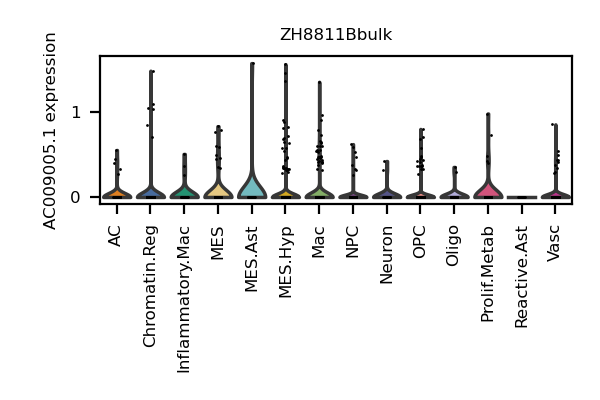 ZH8811Bbulk
AC009005.1 expression
1
0
AC
Chromatin.Reg
Inflammatory.Mac
MES
MES.Ast
MES.Hyp
Mac
NPC
Neuron
OPC
Oligo
Prolif.Metab
Reactive.Ast
Vasc